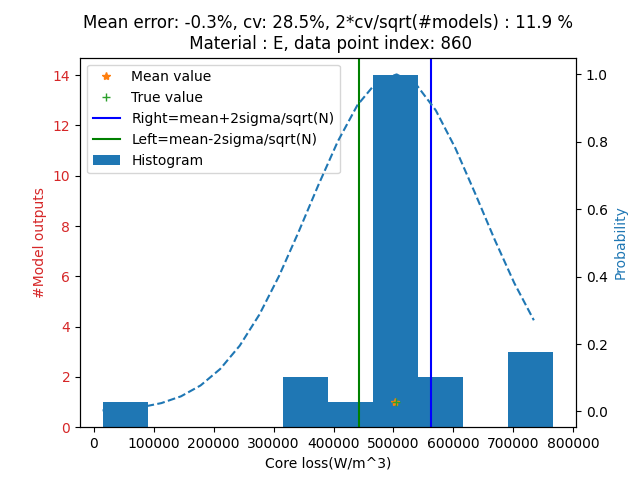 Mean error: -0.3%, cv: 28.5%, 2*cv/sqrt(#models) : 11.9 %
Material : E, data point index: 860
Mean value
True value
Right=mean+2sigma/sqrt(N)
Left=mean-2sigma/sqrt(N)
Histogram
#Model outputs
14
12
10
8
6
4
2
0
1.0
0.8
0.6
0.4
0.2
0.0
Probability
0
100000
200000
300000
400000
500000
600000
700000
800000
Core loss(W/m^3)